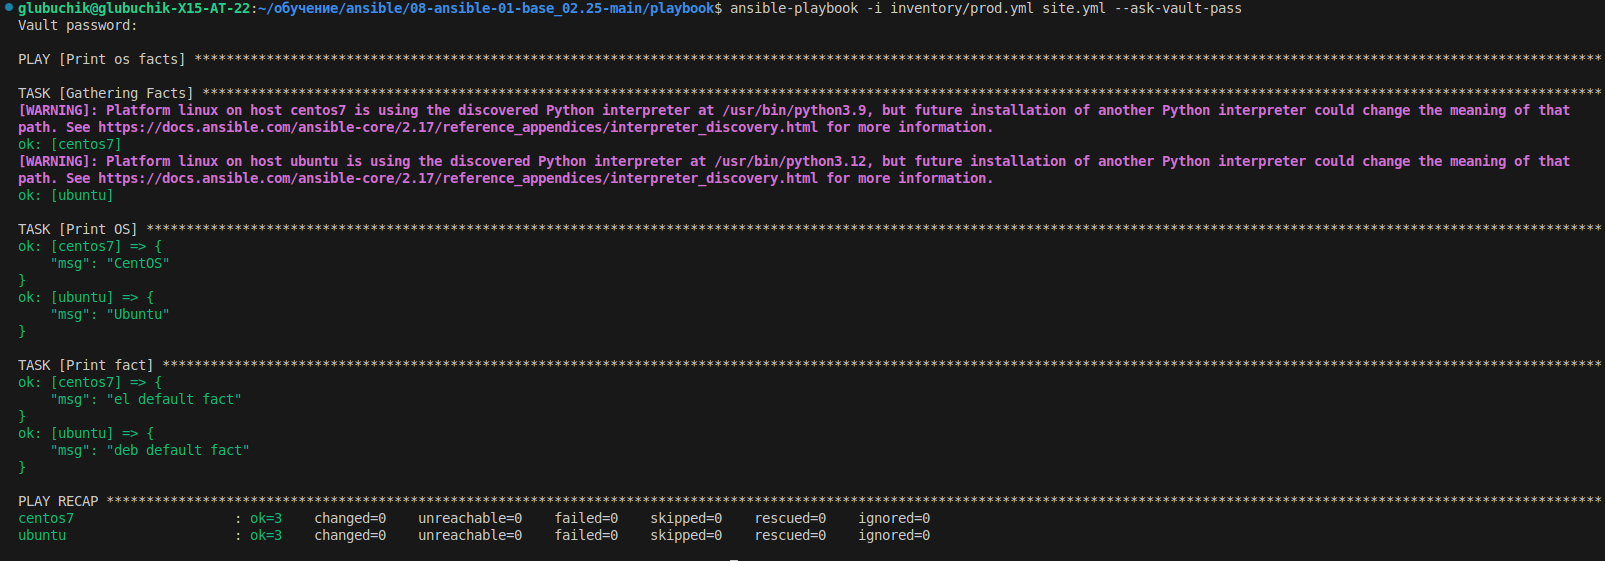 glubuchik@glubuchik-X15-AT-22:~/обучение/ansible/08-ansible-01-base_02.25-main/playbook$ ansible-playbook -i inventory/prod.yml site.yml --ask-vault-pass
Vault password:
PLAY [Print os facts] ********************************************************************************************************************************************************************************
TASK [Gathering Facts] *******************************************************************************************************************************************************************************
[WARNING]: Platform linux on host centos7 is using the discovered Python interpreter at /usr/bin/python3.9, but future installation of another Python interpreter could change the meaning of that
path. See https://docs.ansible.com/ansible-core/2.17/reference_appendices/interpreter_discovery.html for more information.
ok: [centos7]
[WARNING]: Platform linux on host ubuntu is using the discovered Python interpreter at /usr/bin/python3.12, but future installation of another Python interpreter could change the meaning of that
path. See https://docs.ansible.com/ansible-core/2.17/reference_appendices/interpreter_discovery.html for more information.
ok: [ubuntu]
TASK [Print OS] **************************************************************************************************************************************************************************************
ok: [centos7] => {
    "msg": "CentOS"
}
ok: [ubuntu] => {
    "msg": "Ubuntu"
}
TASK [Print fact] ************************************************************************************************************************************************************************************
ok: [centos7] => {
    "msg": "el default fact"
}
ok: [ubuntu] => {
    "msg": "deb default fact"
}
PLAY RECAP *******************************************************************************************************************************************************************************************
centos7                    : ok=3    changed=0    unreachable=0    failed=0    skipped=0    rescued=0    ignored=0
ubuntu                     : ok=3    changed=0    unreachable=0    failed=0    skipped=0    rescued=0    ignored=0